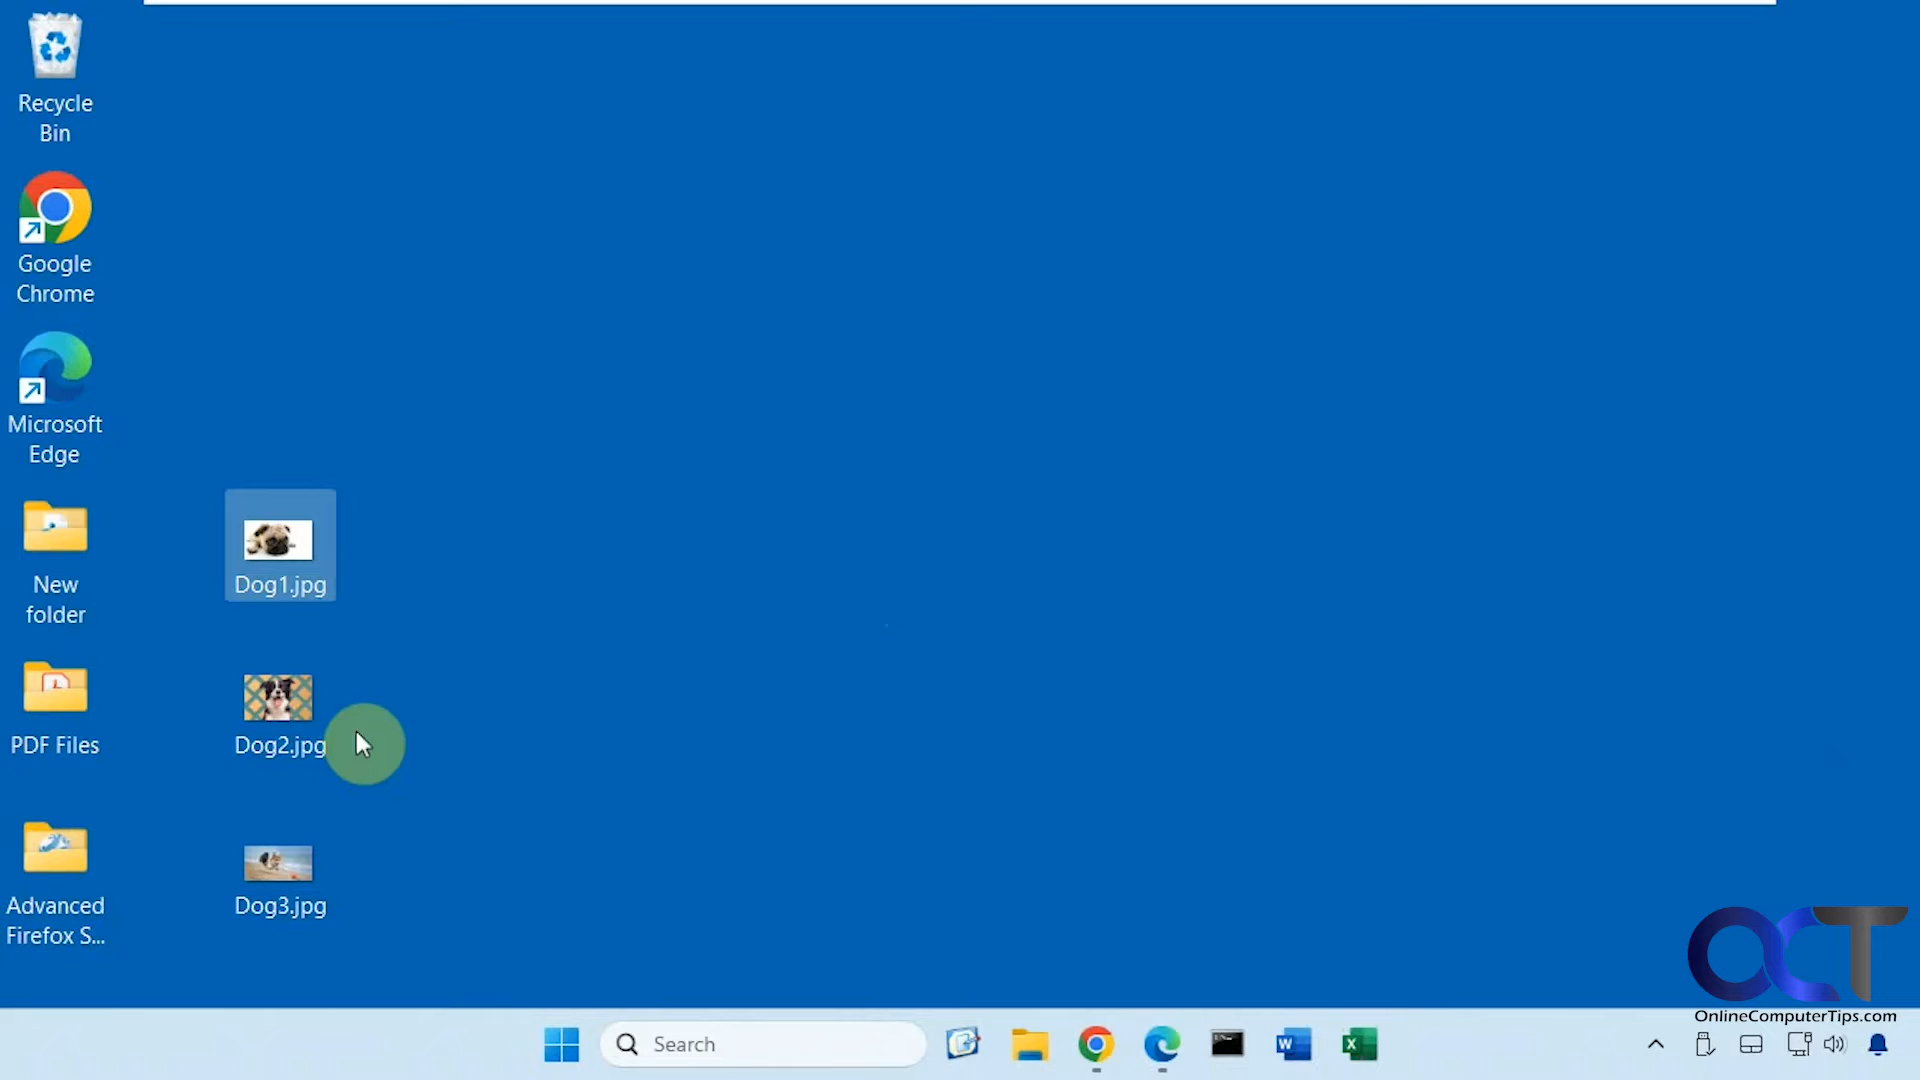 Recycle
Bin
Google
Chrome
Microsoft
Edge
New
folder
PDF Files
Advanced
Firefox S...
Dog1.jpg
Dog2.jpg
Dog3.jpg
OCT
OnlineComputerTips.com
Search